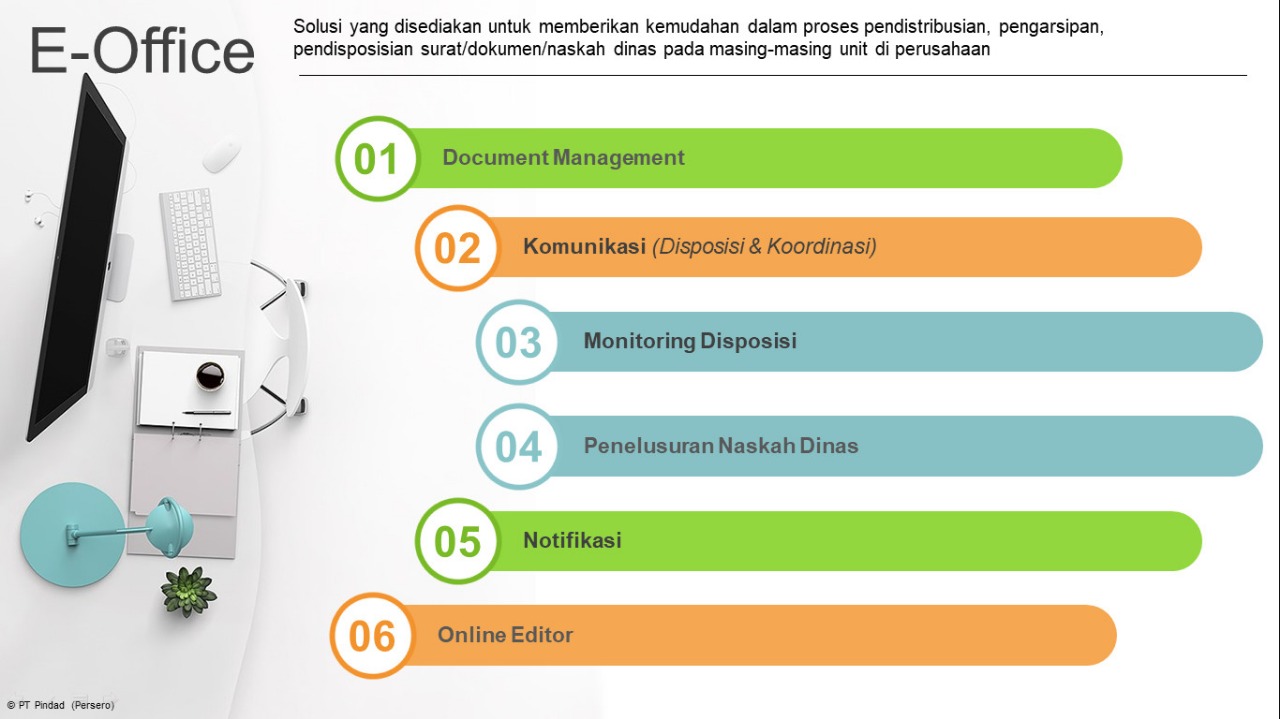 E-Office
Solusi yang disediakan untuk memberikan kemudahan dalam proses pendistribusian, pengarsipan,
pendisposisian surat/dokumen/naskah dinas pada masing-masing unit di perusahaan
01 Document Management
02 Komunikasi (Disposisi & Koordinasi)
03 Monitoring Disposisi
04 Penelusuran Naskah Dinas
05 Notifikasi
06 Online Editor
© PT Pindad (Persero)